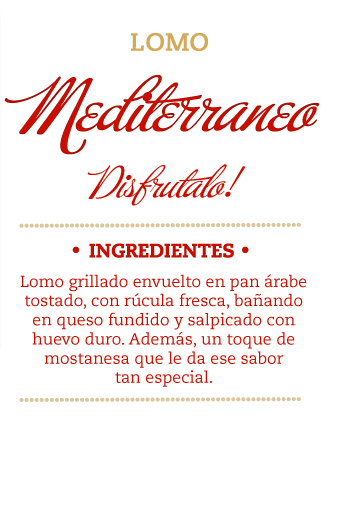 LOMO
Mediterraneo
Disfrutalo!
• INGREDIENTES •
Lomo grillado envuelto en pan árabe
tostado, con rúcula fresca, bañando
en queso fundido y salpicado con
huevo duro. Además, un toque de
mostanesa que le da ese sabor
tan especial.